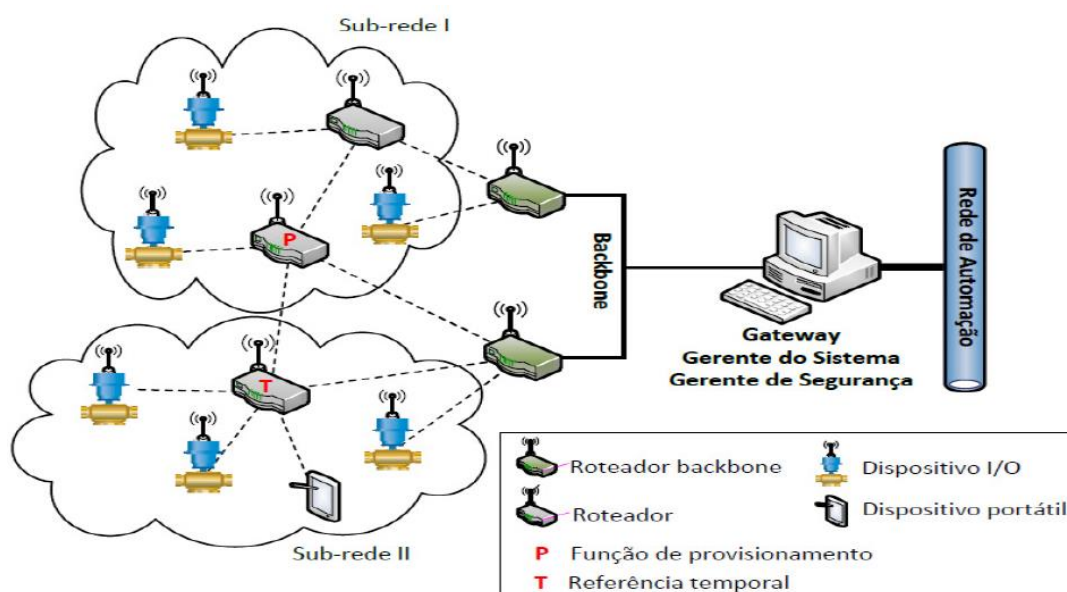 Sub-rede I
P
Backbone
Rede de Automação
Gateway
Gerente do Sistema
Gerente de Segurança
T
Sub-rede II
Roteador backbone
Dispositivo I/O
Roteador
Dispositivo portátil
P Função de provisionamento
T Referência temporal